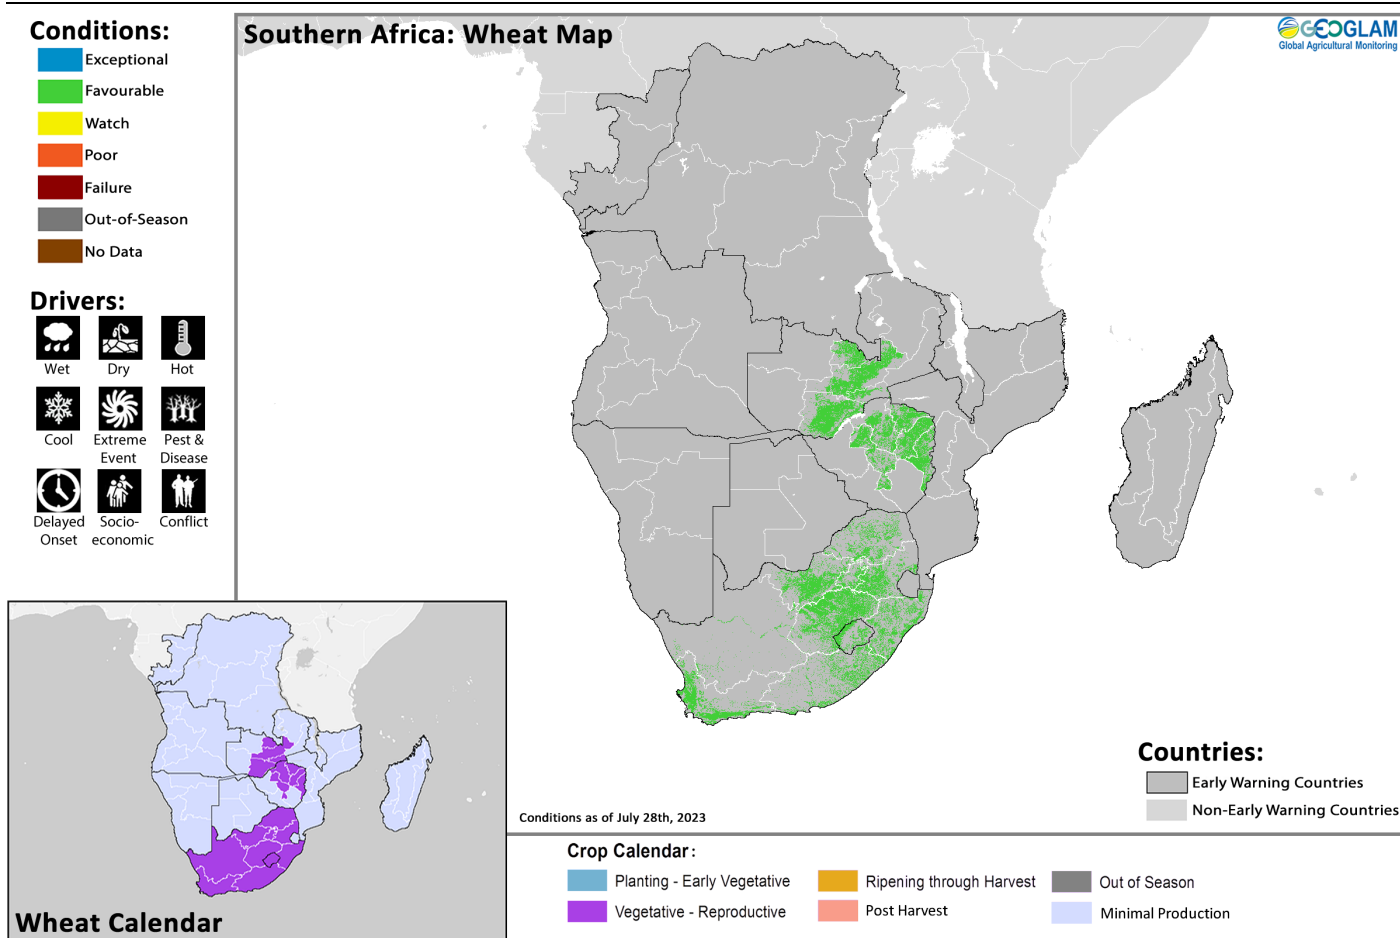 Conditions:
Exceptional
Favourable
Watch
Poor
Failure
Out-of-Season
No Data
Drivers:
Wet Dry Hot
Cool Extreme Pest &
Event Disease
Delayed Socio- Conflict
Onset economic
Southern Africa: Wheat Map
GEOGLAM
Global Agricultural Monitoring
Countries:
Early Warning Countries
Non-Early Warning Countries
Conditions as of July 28th, 2023
Wheat Calendar
Crop Calendar:
Planting - Early Vegetative Ripening through Harvest Out of Season
Vegetative - Reproductive Post Harvest Minimal Production